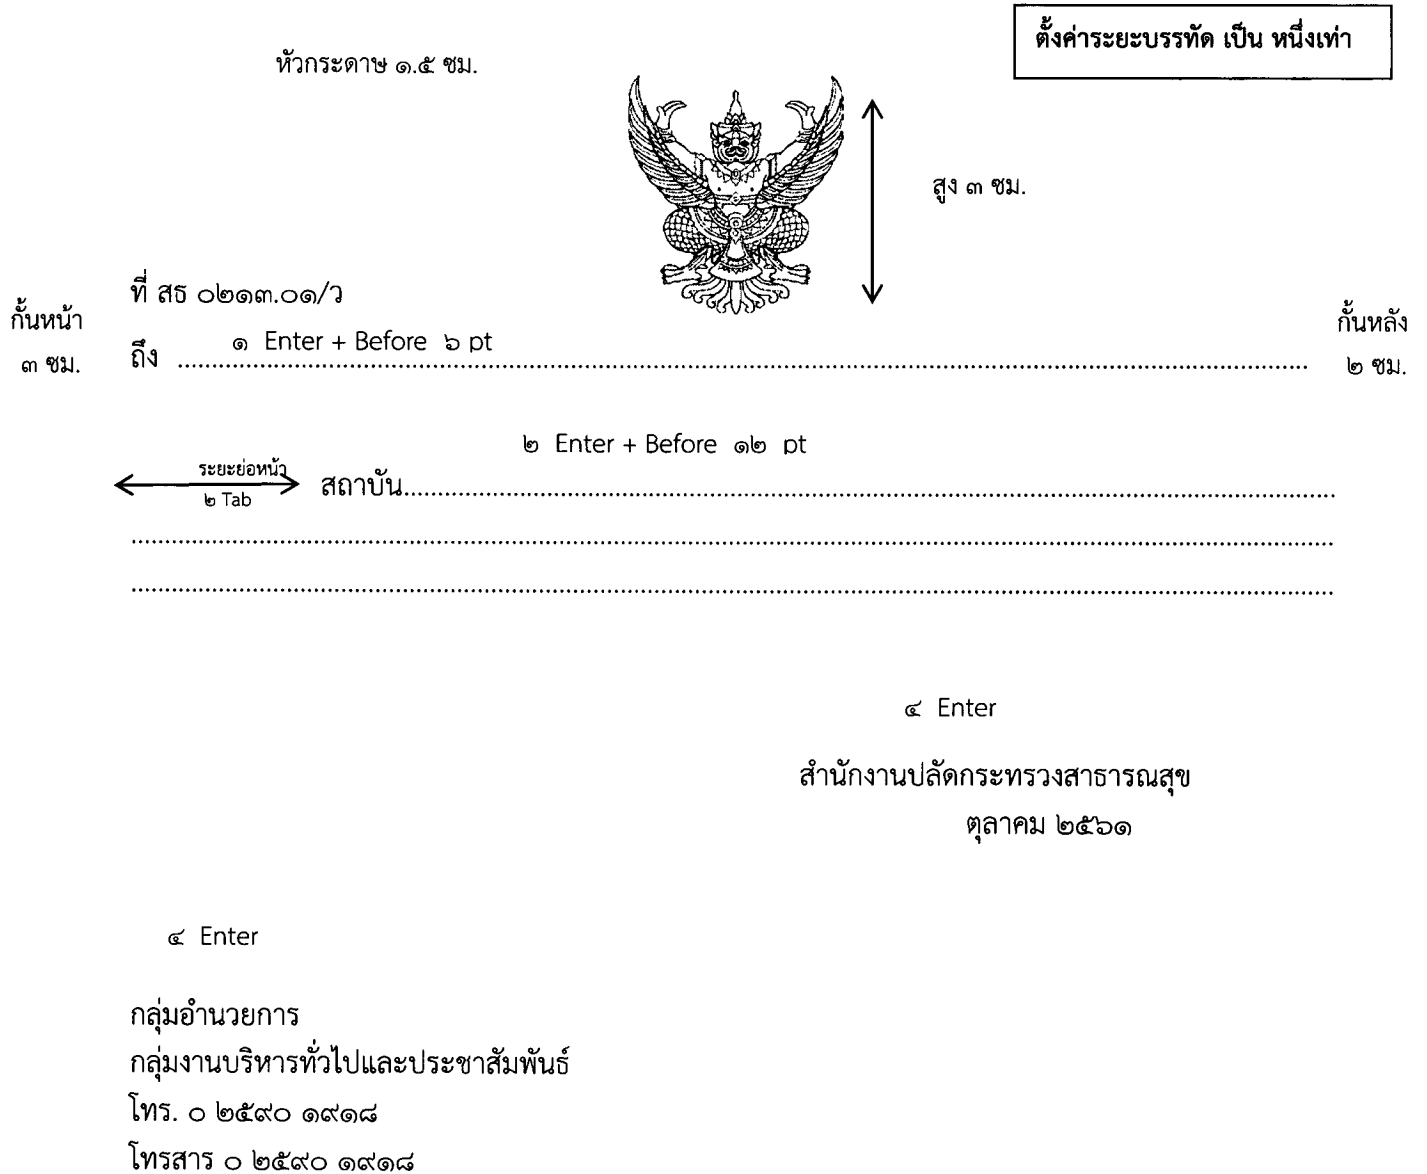 ตั้งค่าระยะบรรทัด เป็น หนึ่งเท่า
หัวกระดาษ ๑.๕ ซม.
สูง ๓ ซม.
ที่ สธ ๐๒๑๓.๐๑/ว
กั้นหน้า
๓ ซม.
กั้นหลัง
๒ ซม.
๑ Enter + Before ๖ pt
ถึง ........................................................................................................................
๒ Enter + Before ๑๒ pt
ระยะย่อหน้า
๒ Tab
สถาบัน........................................................................................................................
........................................................................................................................
........................................................................................................................
๔ Enter
สำนักงานปลัดกระทรวงสาธารณสุข
ตุลาคม ๒๕๖๑
๔ Enter
กลุ่มอำนวยการ
กลุ่มงานบริหารทั่วไปและประชาสัมพันธ์
โทร. ๐ ๒๕๙๐ ๑๙๑๘
โทรสาร ๐ ๒๕๙๐ ๑๙๑๘